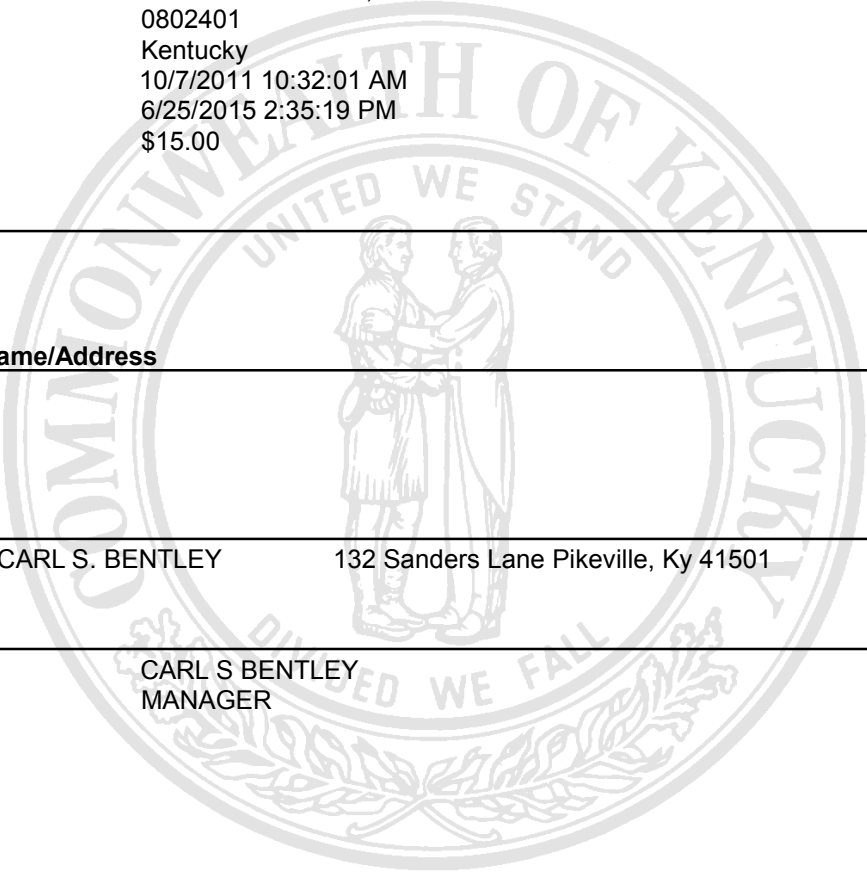 0802401
Kentucky
10/7/2011 10:32:01 AM
6/25/2015 2:35:19 PM
$15.00
COMMONWEALTH OF KENTUCKY
UNITED WE STAND
ame/Address
CARL S. BENTLEY 132 Sanders Lane Pikeville, Ky 41501
DIVIDED WE FALL
CARL S BENTLEY
MANAGER